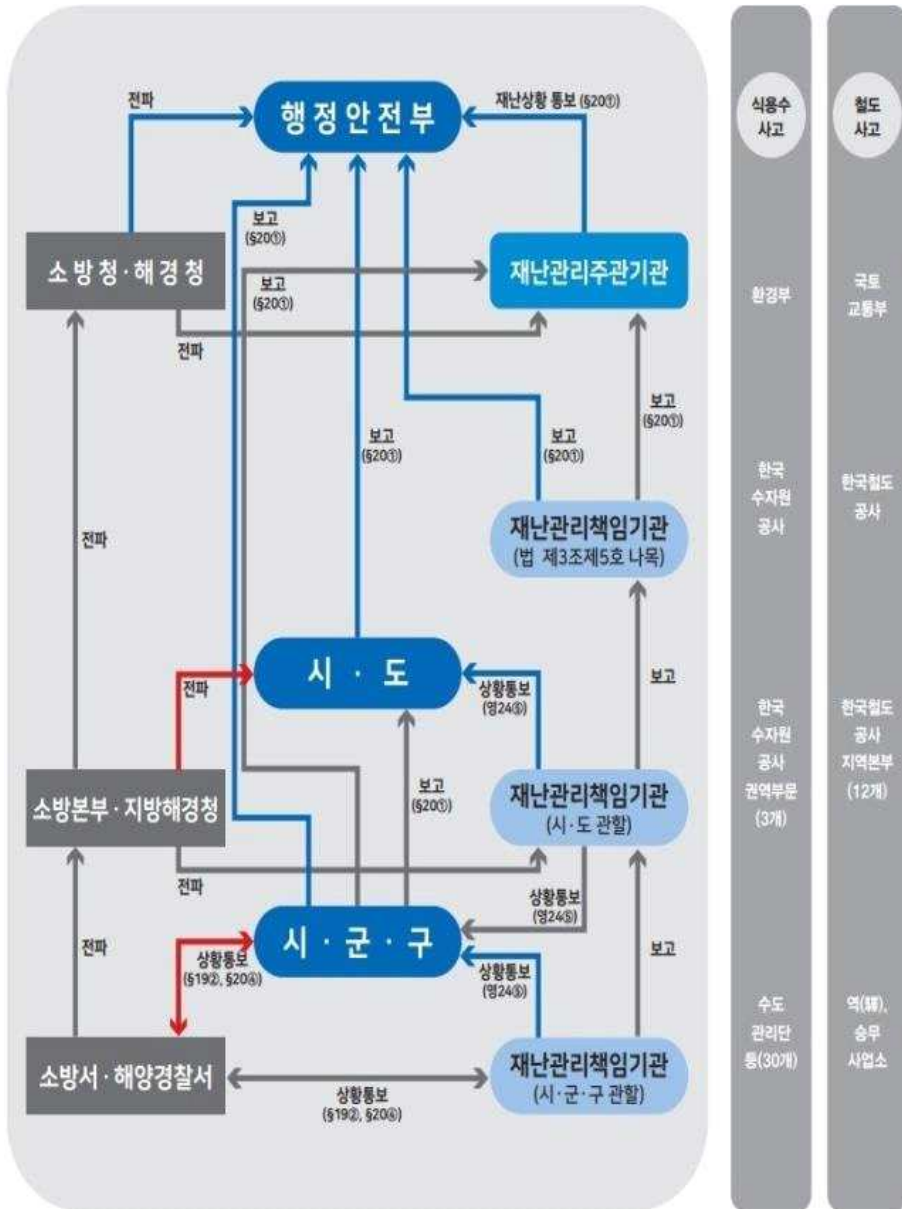 전파
행정안전부
재난상황 통보 (§20①)
식용수
사고
철도
사고
보고
(§20①)
소방청·해경청
보고
(§20①)
재난관리주관기관
환경부
국토
교통부
전파
보고
(§20①)
보고
(§20①)
보고
(§20①)
한국
수자원
공사
한국철도
공사
재난관리책임기관
(법 제3조제5호 나목)
전파
시·도
전파
상황통보
(영24⑤)
보고
한국
수자원
공사
권역부문
(3개)
한국철도
공사
지역본부
(12개)
소방본부·지방해경청
보고
(§20①)
재난관리책임기관
(시·도 관할)
전파
상황통보
(영24⑤)
시·군·구
전파
상황통보
(§19②, §20④)
상황통보
(영24⑤)
보고
수도
관리단
등(30개)
역(驛),
승무
사업소
소방서·해양경찰서
재난관리책임기관
(시·군·구 관할)
상황통보
(§19②, §20④)